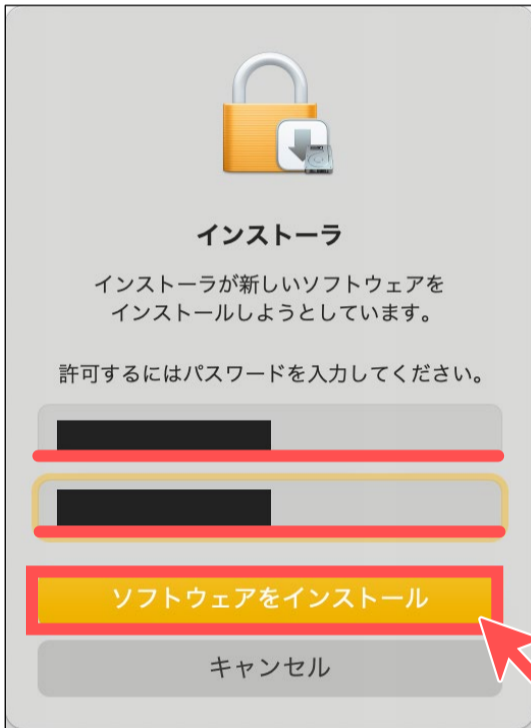 インストーラ
インストーラが新しいソフトウェアを
インストールしようとしています。
許可するにはパスワードを入力してください。
ソフトウェアをインストール
キャンセル